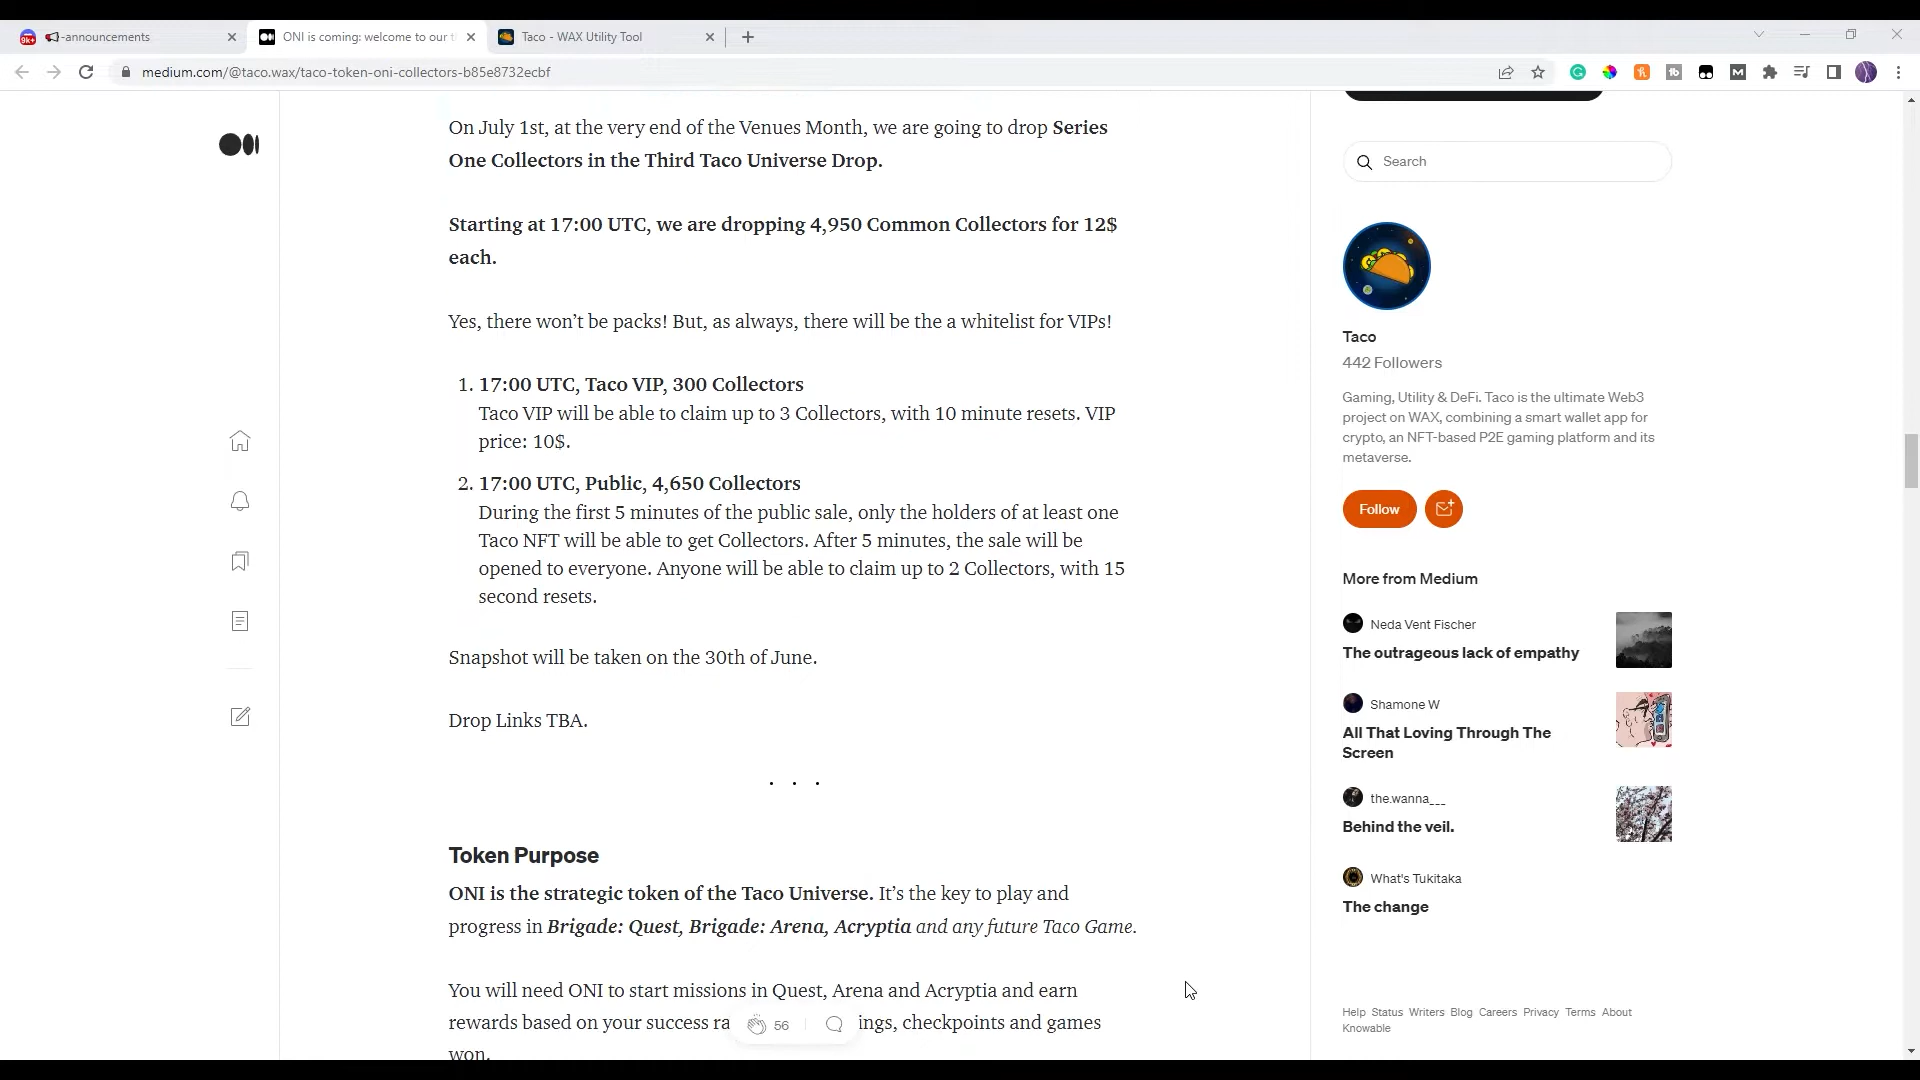 -announcements
ONI is coming: welcome to our t
Taco - WAX Utility Tool
medium.com/@taco.wax/taco-token-oni-collectors-b85e8732ecbf
On July 1st, at the very end of the Venues Month, we are going to drop Series
One Collectors in the Third Taco Universe Drop.
Starting at 17:00 UTC, we are dropping 4,950 Common Collectors for 12$
each.
Yes, there won’t be packs! But, as always, there will be the a whitelist for VIPs!
1. 17:00 UTC, Taco VIP, 300 Collectors
Taco VIP will be able to claim up to 3 Collectors, with 10 minute resets. VIP
price: 10$.
2. 17:00 UTC, Public, 4,650 Collectors
During the first 5 minutes of the public sale, only the holders of at least one
Taco NFT will be able to get Collectors. After 5 minutes, the sale will be
opened to everyone. Anyone will be able to claim up to 2 Collectors, with 15
second resets.
Snapshot will be taken on the 30th of June.
Drop Links TBA.
. . .
Token Purpose
ONI is the strategic token of the Taco Universe. It’s the key to play and
progress in Brigade: Quest, Brigade: Arena, Acryptia and any future Taco Game.
You will need ONI to start missions in Quest, Arena and Acryptia and earn
rewards based on your success ra ings, checkpoints and games
won.
56
Search
Taco
442 Followers
Gaming, Utility & DeFi. Taco is the ultimate Web3
project on WAX, combining a smart wallet app for
crypto, an NFT-based P2E gaming platform and its
metaverse.
Follow
More from Medium
Neda Vent Fischer
The outrageous lack of empathy
Shamone W
All That Loving Through The
Screen
the.wanna___
Behind the veil.
What's Tukitaka
The change
Help Status Writers Blog Careers Privacy Terms About
Knowable